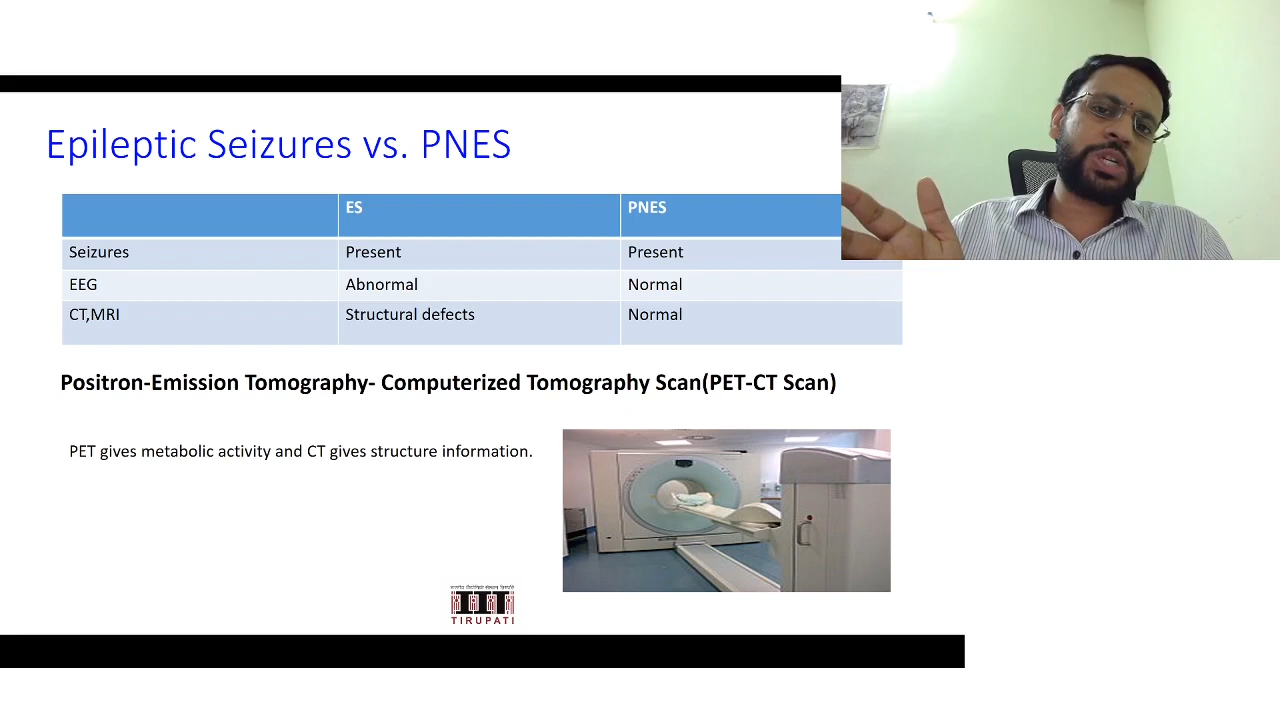 Epileptic Seizures vs. PNES
ES PNES
Seizures Present Present
EEG Abnormal Normal
CT,MRI Structural defects Normal
Positron-Emission Tomography- Computerized Tomography Scan(PET-CT Scan)
PET gives metabolic activity and CT gives structure information.
TIRUPATI